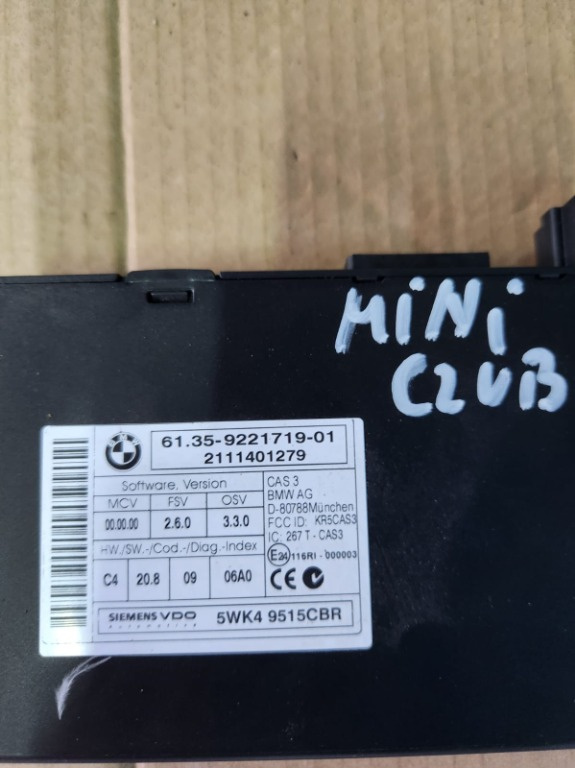 MiNi
C2UB
BMW
61.35-9221719-01
2111401279
Software. Version
MCV FSV OSV
00.00.00 2.6.0 3.3.0
HW./SW.-/Cod.-/Diag.-Index
C4 20.8 09 06A0
CAS 3
BMW AG
D-80788München
FCC ID: KR5CAS3
IC: 267 T - CAS3
E24 116RI - 000003
CE N
SIEMENS VDO
automotive
5WK4 9515CBR